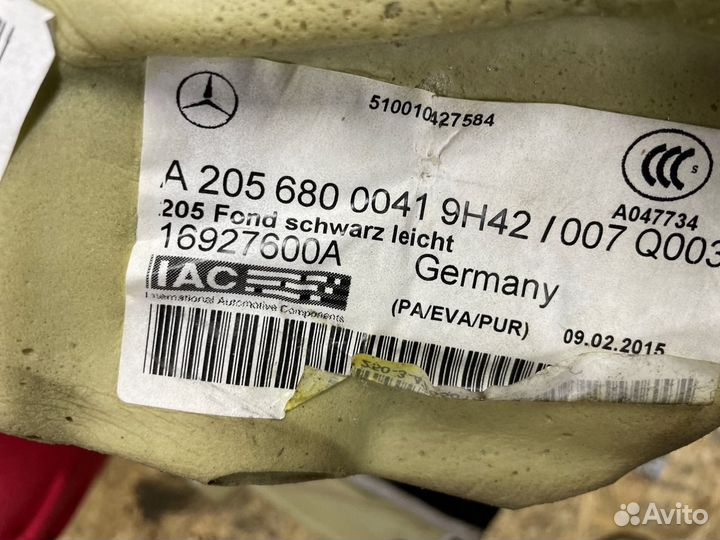 510010427584
CCC S
A047734
A 205 680 0041 9H42 / 007 Q003
205 Fond schwarz leicht
16927600A
Germany
IAC
International Automotive Components
(PA/EVA/PUR)
09.02.2015
Avito